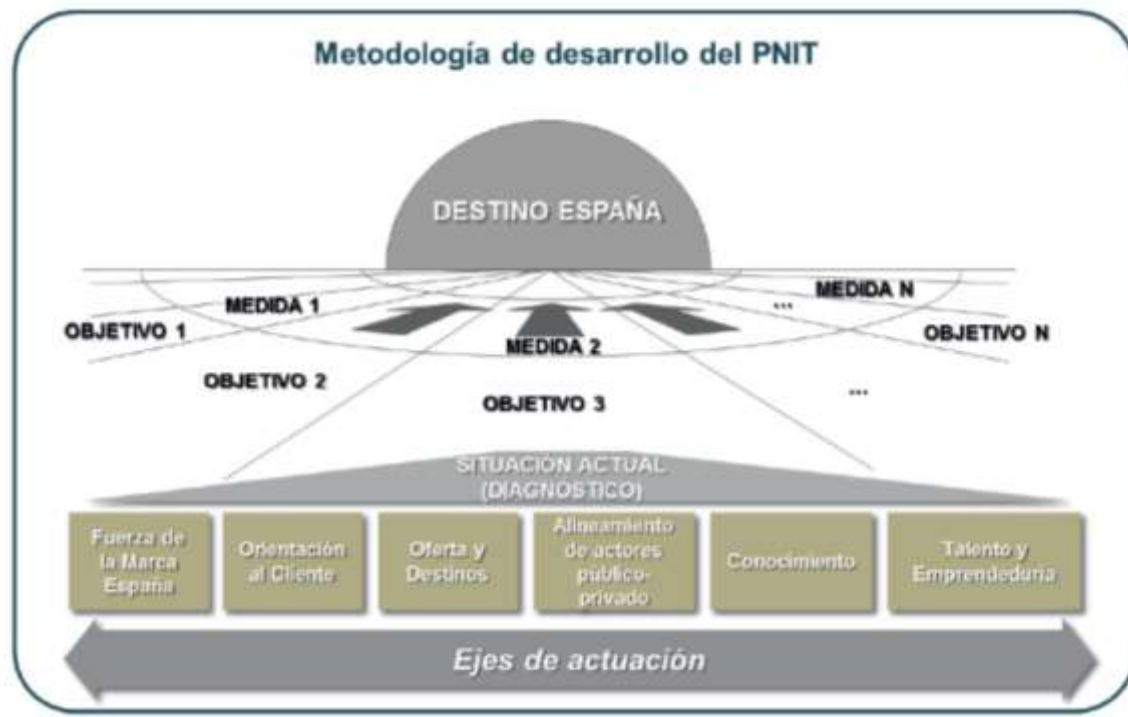 Metodología de desarrollo del PNIT
DESTINO ESPAÑA
MEDIDA 1
...
MEDIDA N
OBJETIVO 1
MEDIDA 2
OBJETIVO N
OBJETIVO 2
OBJETIVO 3
...
SITUACIÓN ACTUAL
(DIAGNÓSTICO)
Fuerza de
la Marca
España
Orientación
al Cliente
Oferta y
Destinos
Alineamiento
de actores
público-
privado
Conocimiento
Talento y
Emprendeduría
Ejes de actuación